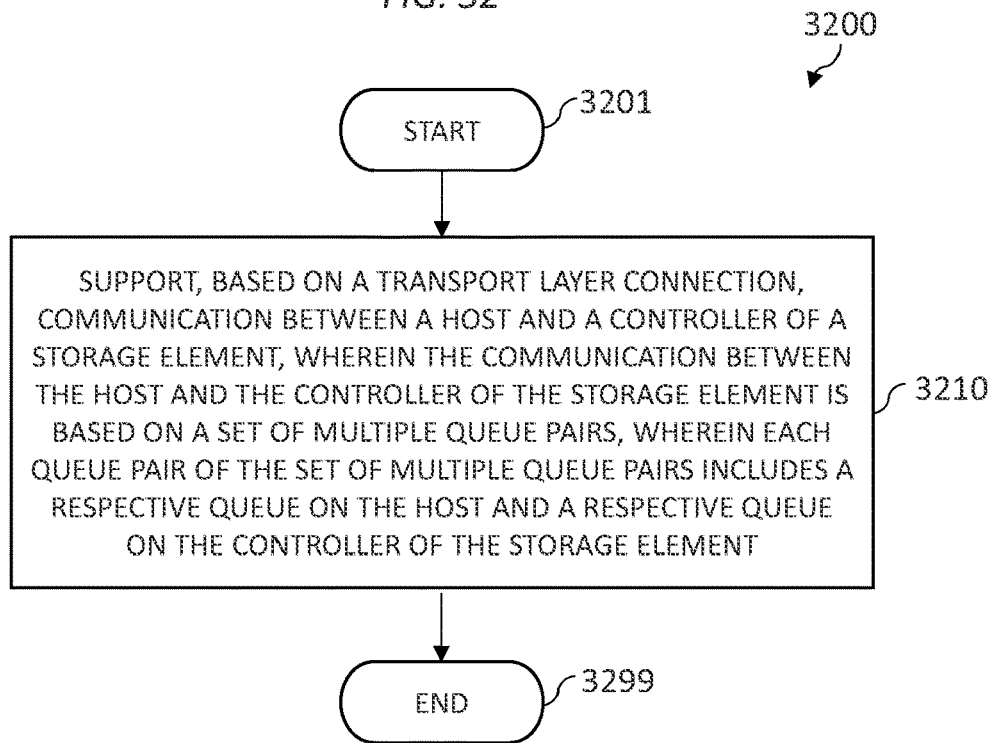 FIG. 32
3200
START
3201
SUPPORT, BASED ON A TRANSPORT LAYER CONNECTION,
COMMUNICATION BETWEEN A HOST AND A CONTROLLER OF A
STORAGE ELEMENT, WHEREIN THE COMMUNICATION BETWEEN
THE HOST AND THE CONTROLLER OF THE STORAGE ELEMENT IS
BASED ON A SET OF MULTIPLE QUEUE PAIRS, WHEREIN EACH
QUEUE PAIR OF THE SET OF MULTIPLE QUEUE PAIRS INCLUDES A
RESPECTIVE QUEUE ON THE HOST AND A RESPECTIVE QUEUE
ON THE CONTROLLER OF THE STORAGE ELEMENT
3210
END
3299